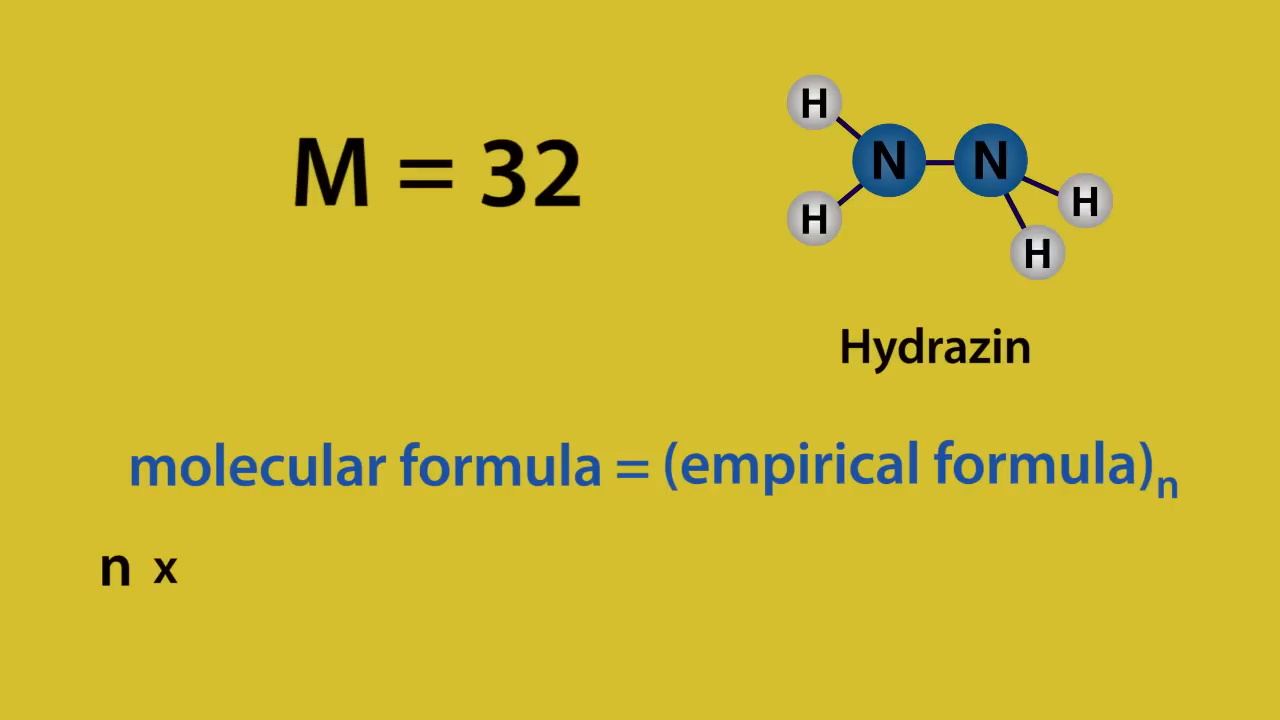 M = 32
H
N N
H
H
H
Hydrazin
molecular formula = (empirical formula)n
n x